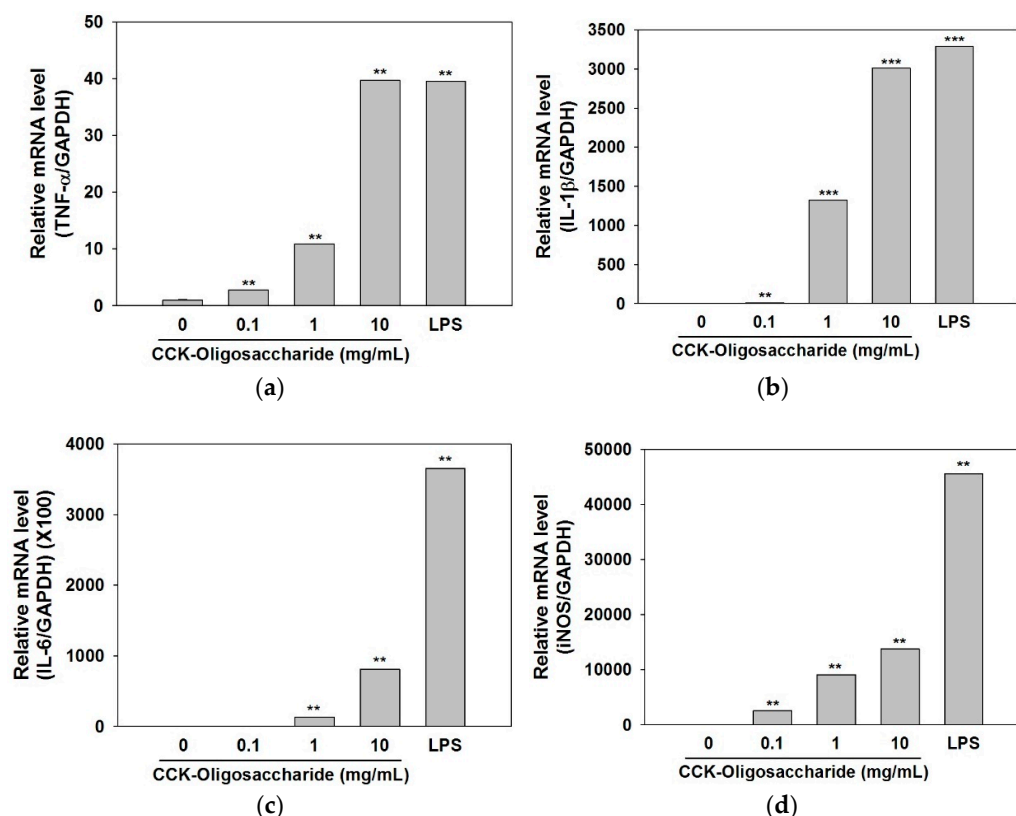 Relative mRNA level
(TNF-α/GAPDH)
50
40
30
20
10
0
**
**
**
**
0 0.1 1 10 LPS
CCK-Oligosaccharide (mg/mL)
(a)
Relative mRNA level
(IL-1β/GAPDH)
3500
3000
2500
2000
1500
1000
500
0
**
***
***
***
0 0.1 1 10 LPS
CCK-Oligosaccharide (mg/mL)
(b)
Relative mRNA level
(IL-6/GAPDH) (X100)
4000
3000
2000
1000
0
**
**
**
0 0.1 1 10 LPS
CCK-Oligosaccharide (mg/mL)
(c)
Relative mRNA level
(iNOS/GAPDH)
50000
40000
30000
20000
10000
0
**
**
**
**
0 0.1 1 10 LPS
CCK-Oligosaccharide (mg/mL)
(d)